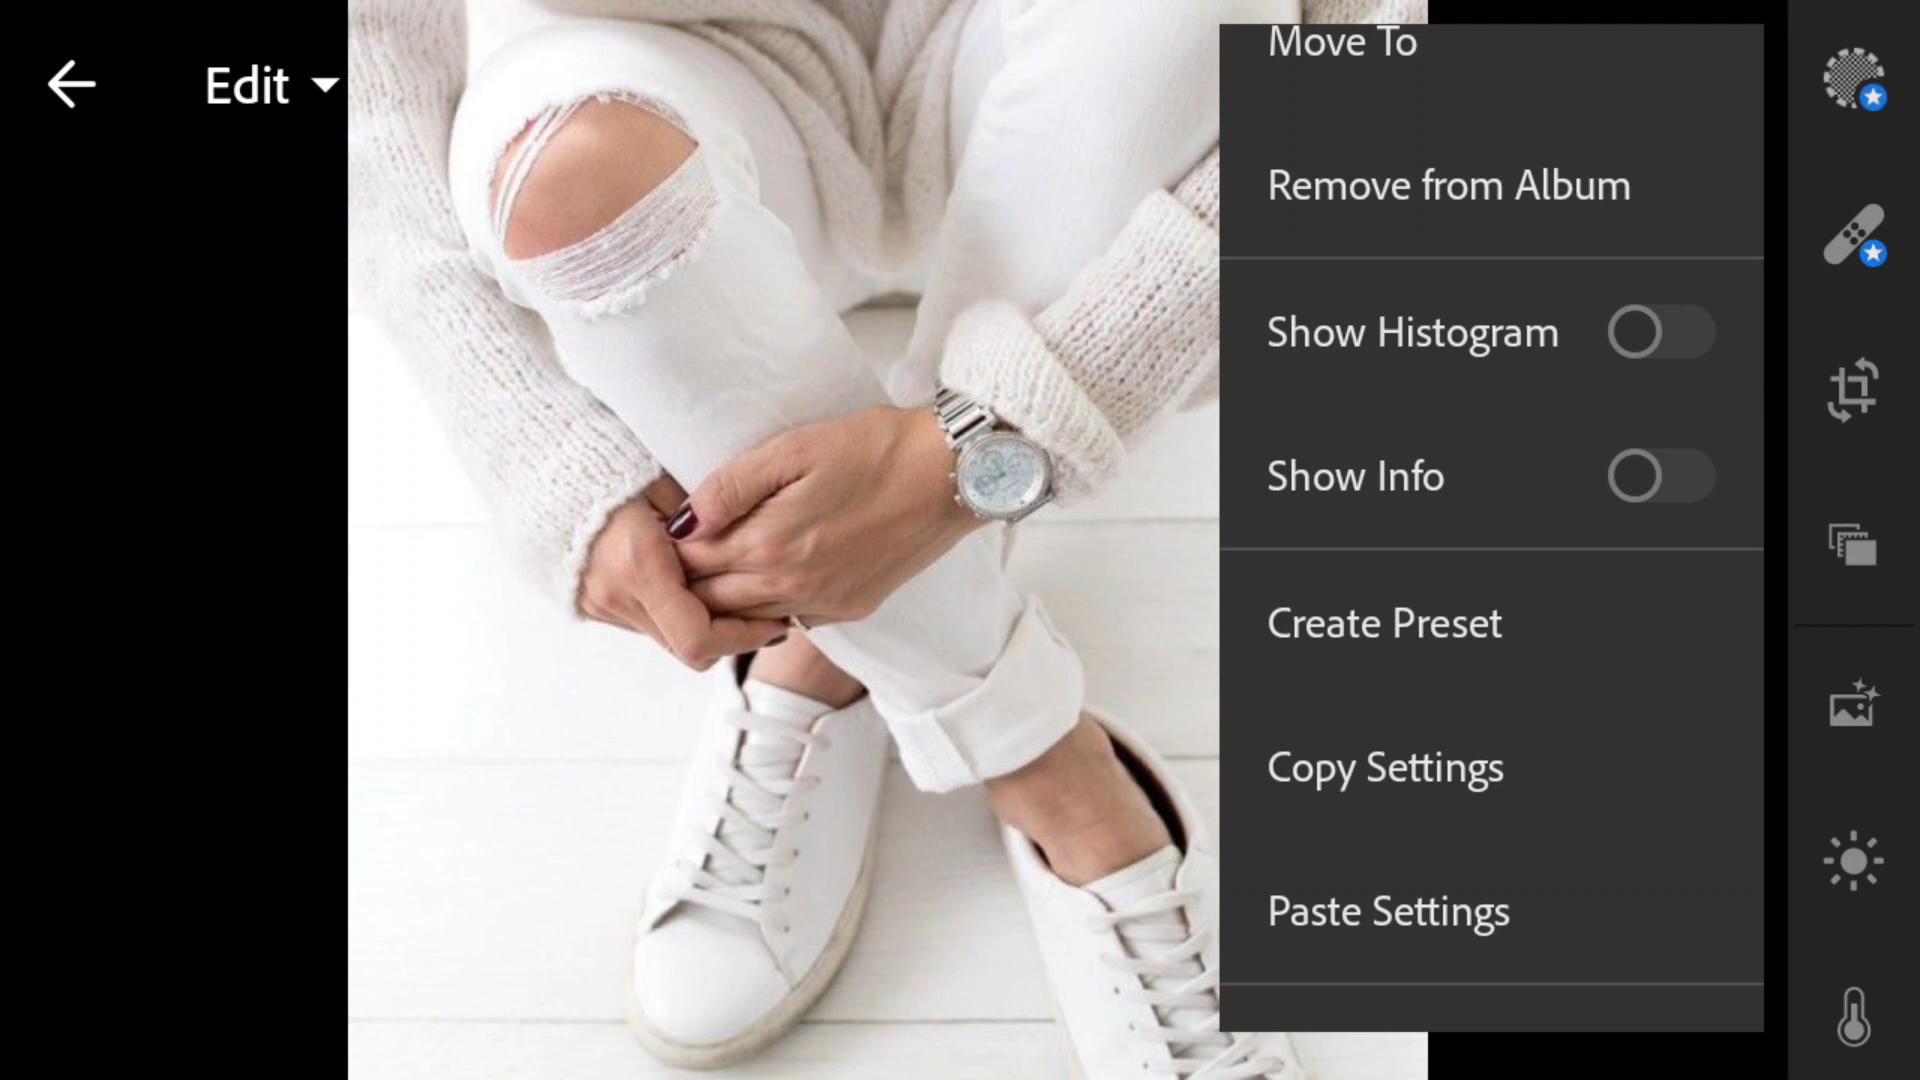 Edit
Move To
Remove from Album
Show Histogram
Show Info
Create Preset
Copy Settings
Paste Settings